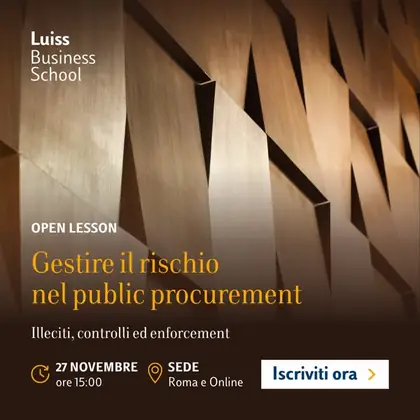 Luiss
Business
School
OPEN LESSON
Gestire il rischio
nel public procurement
Illeciti, controlli ed enforcement
27 NOVEMBRE
ore 15:00
SEDE
Roma e Online
Iscriviti ora